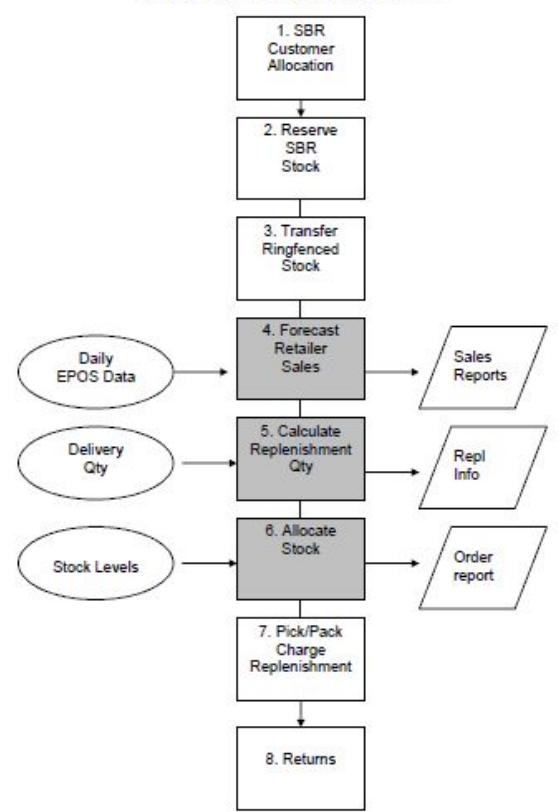 1. SBR
Customer
Allocation
2. Reserve
SBR
Stock
3. Transfer
Ringfenced
Stock
4. Forecast
Retailer
Sales
Daily
EPOS Data
Sales
Reports
5. Calculate
Replenishment
Qty
Delivery
Qty
Repl
Info
6. Allocate
Stock
Stock Levels
Order
report
7. Pick/Pack
Charge
Replenishment
8. Returns